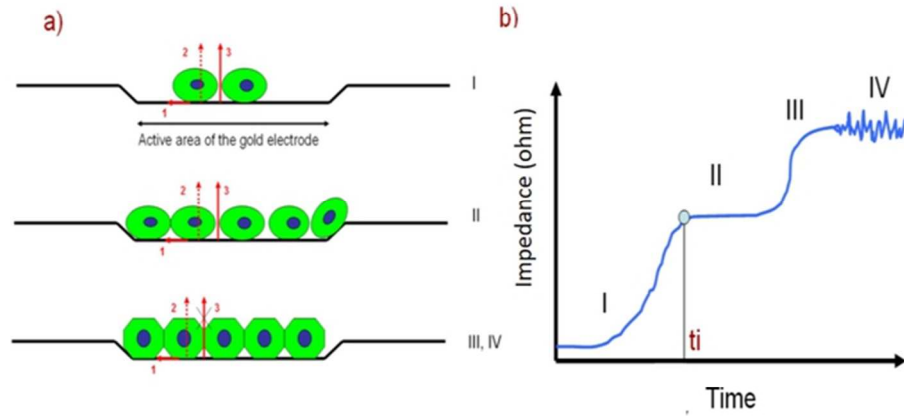 a)
2
3
1
I
Active area of the gold electrode
2
3
1
II
2
3
1
III, IV
b)
Impedance (ohm)
I
II
III
IV
ti
Time